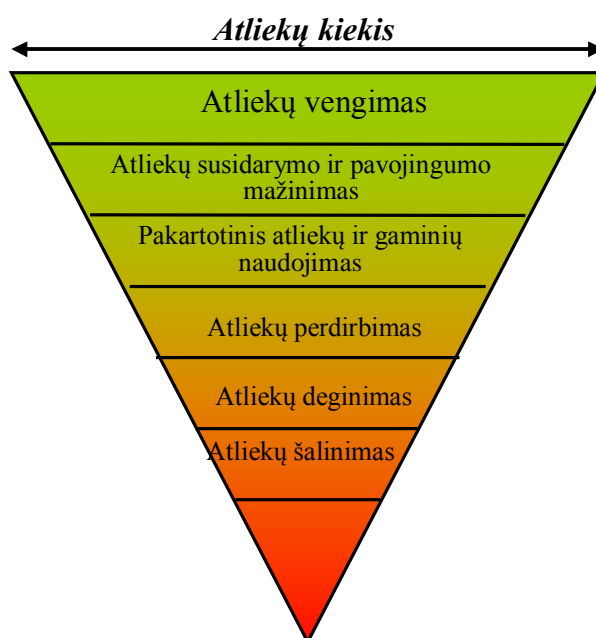 Atliekų kiekis
Atliekų vengimas
Atliekų susidarymo ir pavojingumo
mažinimas
Pakartotinis atliekų ir gaminių
naudojimas
Atliekų perdirbimas
Atliekų deginimas
Atliekų šalinimas